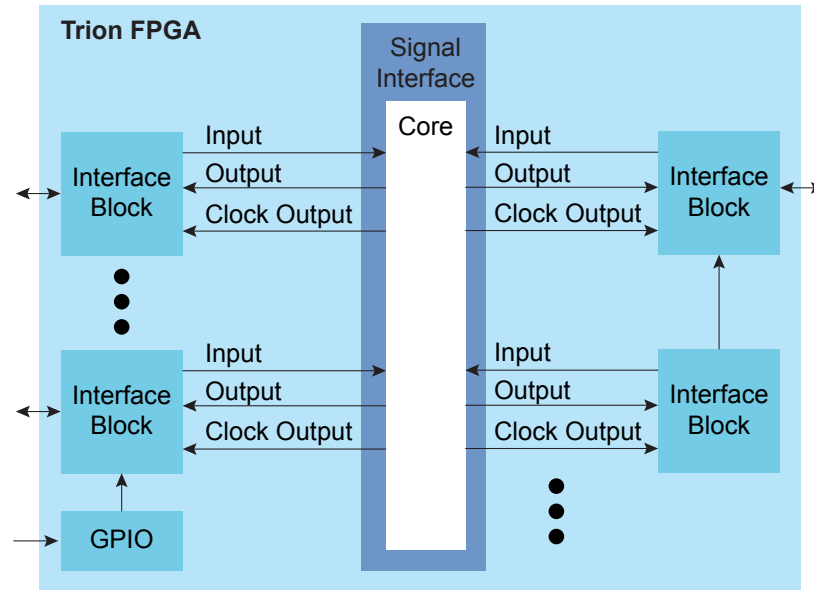 Trion FPGA
Signal
Interface
Core
Input
Output
Clock Output
Interface
Block
Input
Output
Clock Output
Interface
Block
Input
Output
Clock Output
Interface
Block
Input
Output
Clock Output
Interface
Block
GPIO